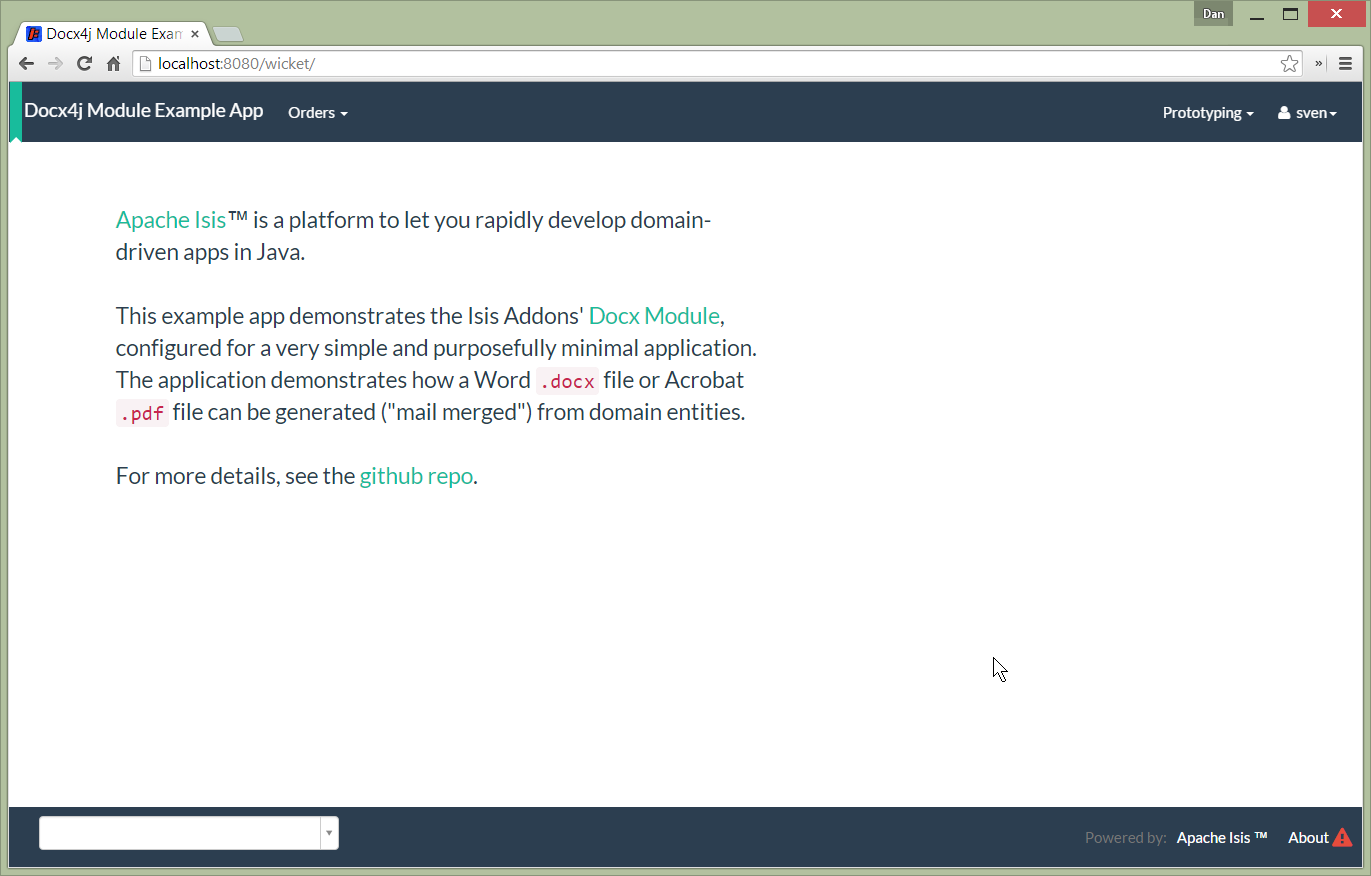 Dan
Docx4j Module Exam
localhost:8080/wicket/
Docx4j Module Example App Orders Prototyping sven
Apache Isis™ is a platform to let you rapidly develop domain-
driven apps in Java.
This example app demonstrates the Isis Addons' Docx Module,
configured for a very simple and purposefully minimal application.
The application demonstrates how a Word .docx file or Acrobat
.pdf file can be generated ("mail merged") from domain entities.
For more details, see the github repo.
Powered by: Apache Isis ™ About